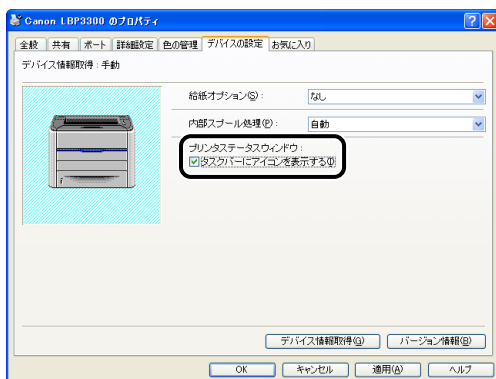 Canon LBP3300 のプロパティ
全般 共有 ポート 詳細設定 色の管理 デバイスの設定 お気に入り
デバイス情報取得：手動
給紙オプション(S)： なし
内部スプール処理(P)： 自動
プリンタステータスウィンドウ：
タスクバーにアイコンを表示する(I)
デバイス情報取得(G) バージョン情報(B)
OK キャンセル 適用(A) ヘルプ